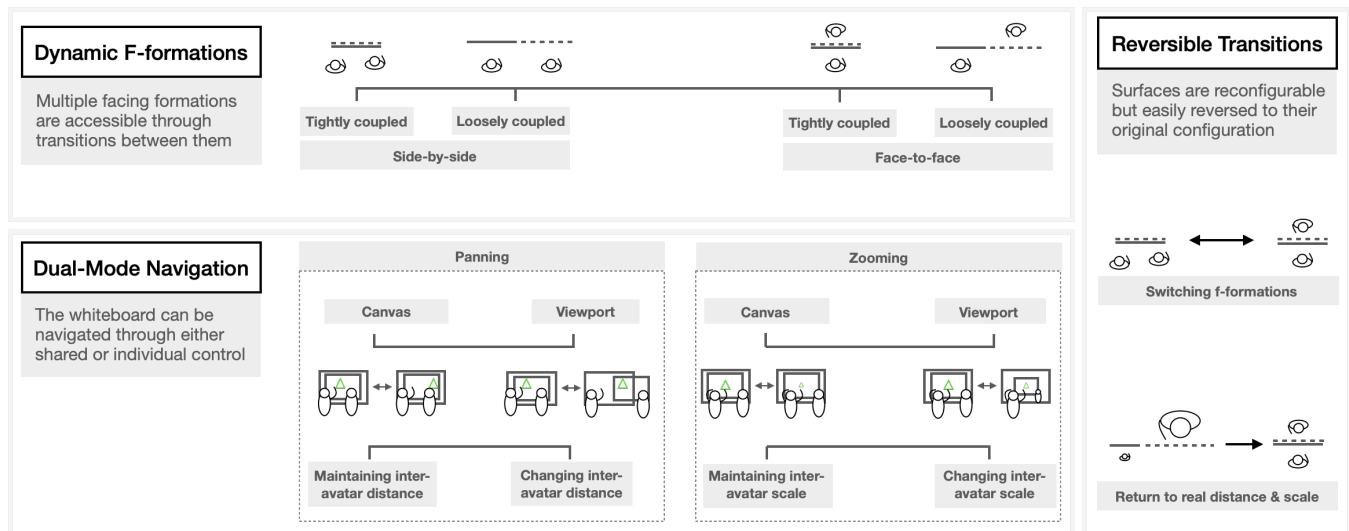 Dynamic F-formations
Multiple facing formations
are accessible through
transitions between them
Tightly coupled
Loosely coupled
Side-by-side
Tightly coupled
Loosely coupled
Face-to-face
Dual-Mode Navigation
The whiteboard can be
navigated through either
shared or individual control
Panning
Canvas
Viewport
Maintaining inter-
avatar distance
Changing inter-
avatar distance
Zooming
Canvas
Viewport
Maintaining inter-
avatar scale
Changing inter-
avatar scale
Reversible Transitions
Surfaces are reconfigurable
but easily reversed to their
original configuration
Switching f-formations
Return to real distance & scale